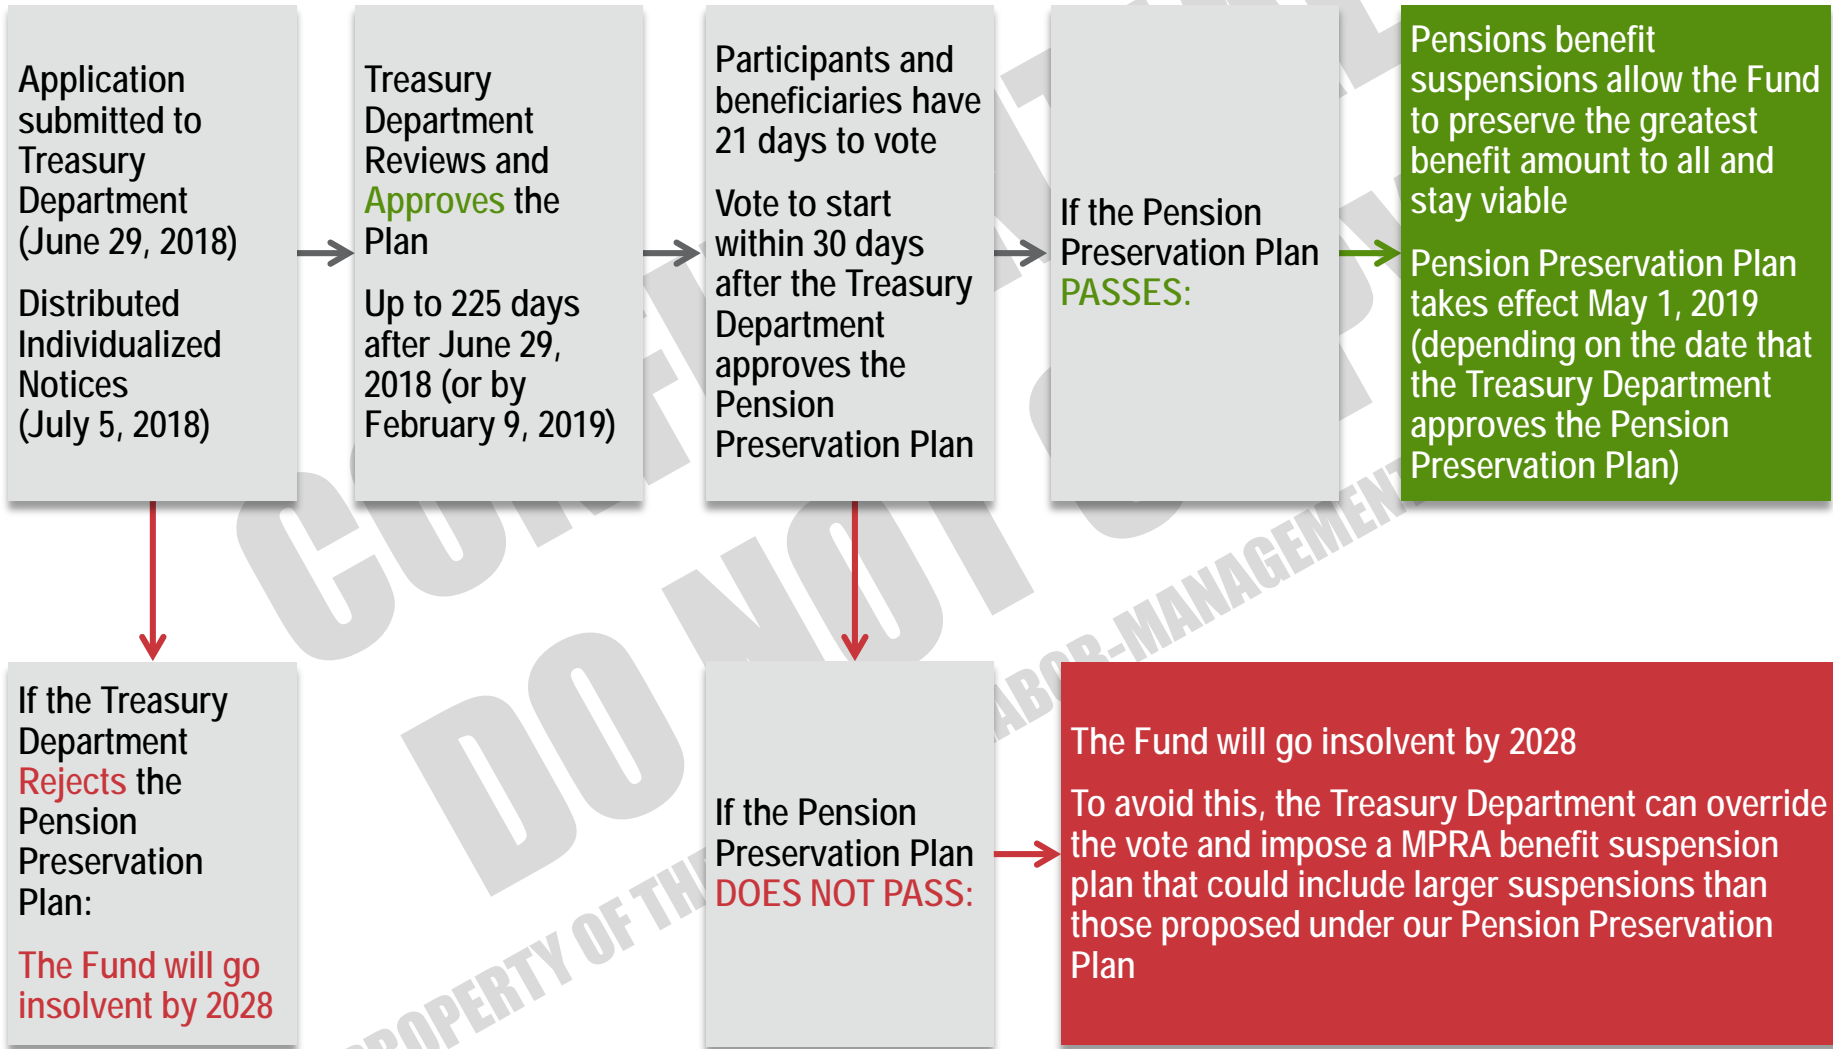 Application
submitted to
Treasury
Department
(June 29, 2018)
Distributed
Individualized
Notices
(July 5, 2018)
Treasury
Department
Reviews and
Approves the
Plan
Up to 225 days
after June 29,
2018 (or by
February 9, 2019)
Participants and
beneficiaries have
21 days to vote
Vote to start
within 30 days
after the Treasury
Department
approves the
Pension
Preservation Plan
If the Pension
Preservation Plan
PASSES:
Pensions benefit
suspensions allow the Fund
to preserve the greatest
benefit amount to all and
stay viable
Pension Preservation Plan
takes effect May 1, 2019
(depending on the date that
the Treasury Department
approves the Pension
Preservation Plan)
If the Treasury
Department
Rejects the
Pension
Preservation
Plan:
The Fund will go
insolvent by 2028
If the Pension
Preservation Plan
DOES NOT PASS:
The Fund will go insolvent by 2028
To avoid this, the Treasury Department can override
the vote and impose a MPRA benefit suspension
plan that could include larger suspensions than
those proposed under our Pension Preservation
Plan
DO NOT
PROPERTY OF THE